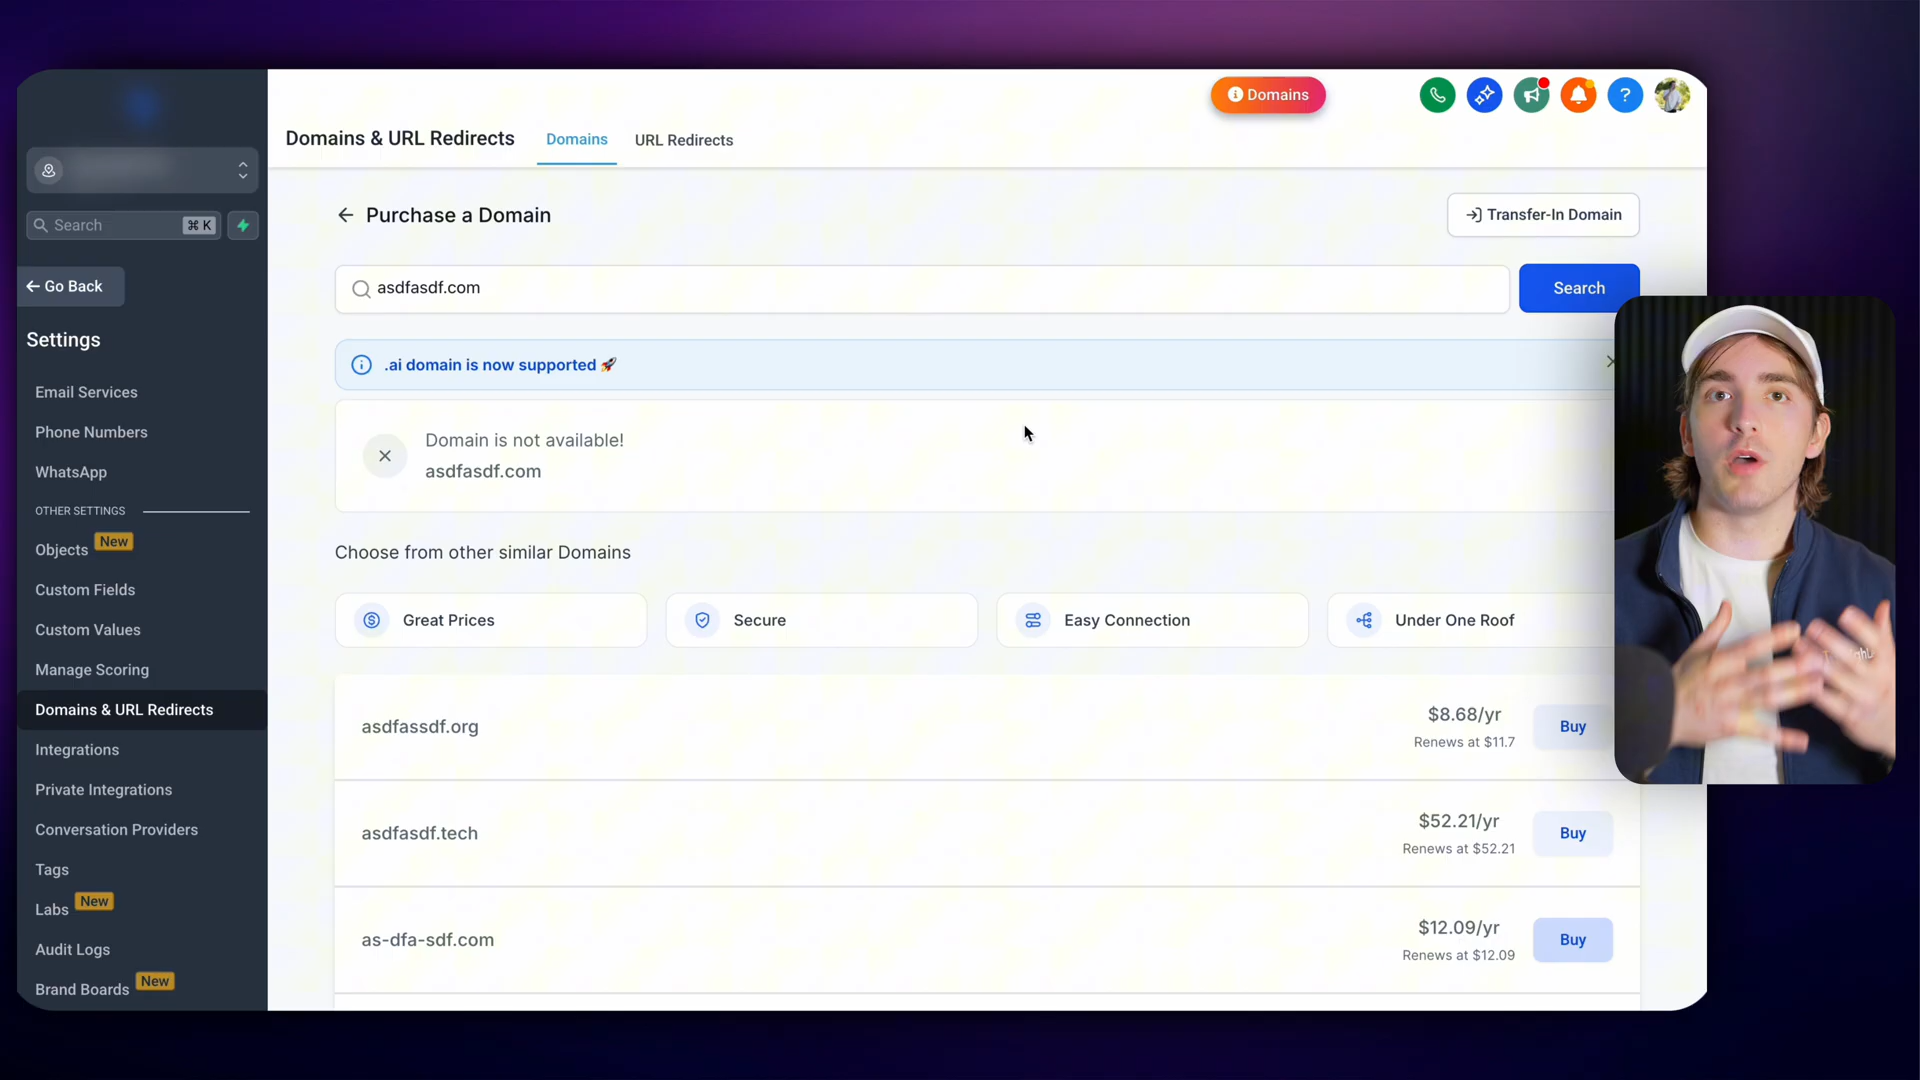 Domains
Domains & URL Redirects
Domains
URL Redirects
Search
⌘ K
Purchase a Domain
Transfer-In Domain
asdfasdf.com
Search
Go Back
Settings
.ai domain is now supported 🚀
Email Services
Phone Numbers
WhatsApp
OTHER SETTINGS
Objects New
Custom Fields
Custom Values
Manage Scoring
Domains & URL Redirects
Integrations
Private Integrations
Conversation Providers
Tags
Labs New
Audit Logs
Brand Boards New
Domain is not available!
asdfasdf.com
Choose from other similar Domains
Great Prices
Secure
Easy Connection
Under One Roof
asdfassdf.org
$8.68/yr
Renews at $11.7
Buy
asdfasdf.tech
$52.21/yr
Renews at $52.21
Buy
as-dfa-sdf.com
$12.09/yr
Renews at $12.09
Buy